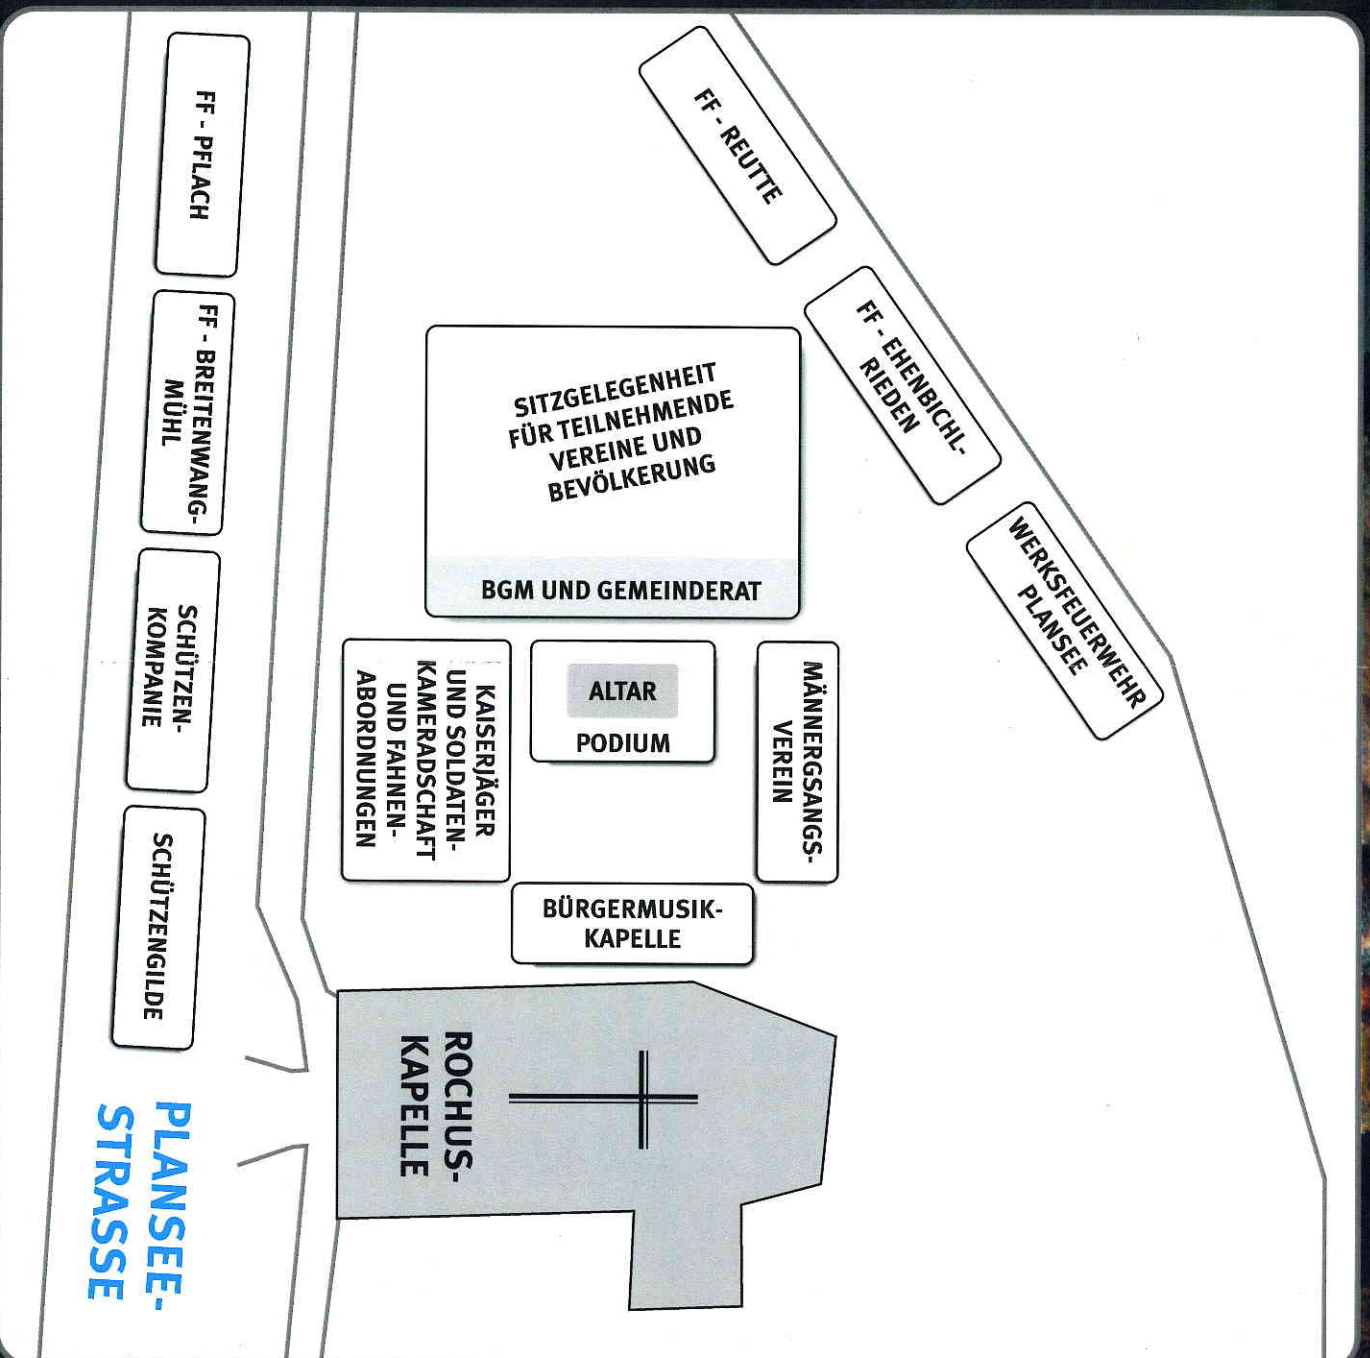 FF - PFLACH
FF - BREITENWANG-
MÜHL
SCHÜTZEN-
KOMPANIE
SCHÜTZENGILDE
PLANSEE-
STRASSE
FF - REUTTE
FF - EHENBICHL-
RIEDEN
WERKSFEUERWEHR
PLANSEE
SITZGELEGENHEIT
FÜR TEILNEHMENDE
VEREINE UND
BEVÖLKERUNG
BGM UND GEMEINDERAT
KAISERJÄGER
UND SOLDATEN-
KAMERADSCHAFT
UND FAHNEN-
ABORDNUNGEN
ALTAR
PODIUM
MÄNNERGSANGS-
VEREIN
BÜRGERMUSIK-
KAPELLE
ROCHUS-
KAPELLE